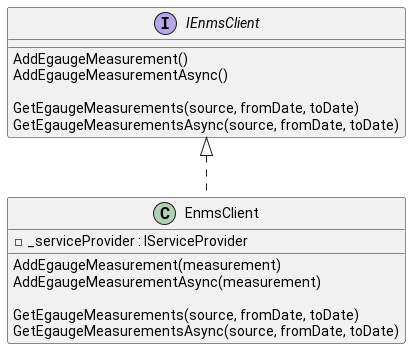 I IEnmsClient
AddEgaugeMeasurement()
AddEgaugeMeasurementAsync()
GetEgaugeMeasurements(source, fromDate, toDate)
GetEgaugeMeasurementsAsync(source, fromDate, toDate)
C EnmsClient
_serviceProvider : IServiceProvider
AddEgaugeMeasurement(measurement)
AddEgaugeMeasurementAsync(measurement)
GetEgaugeMeasurements(source, fromDate, toDate)
GetEgaugeMeasurementsAsync(source, fromDate, toDate)